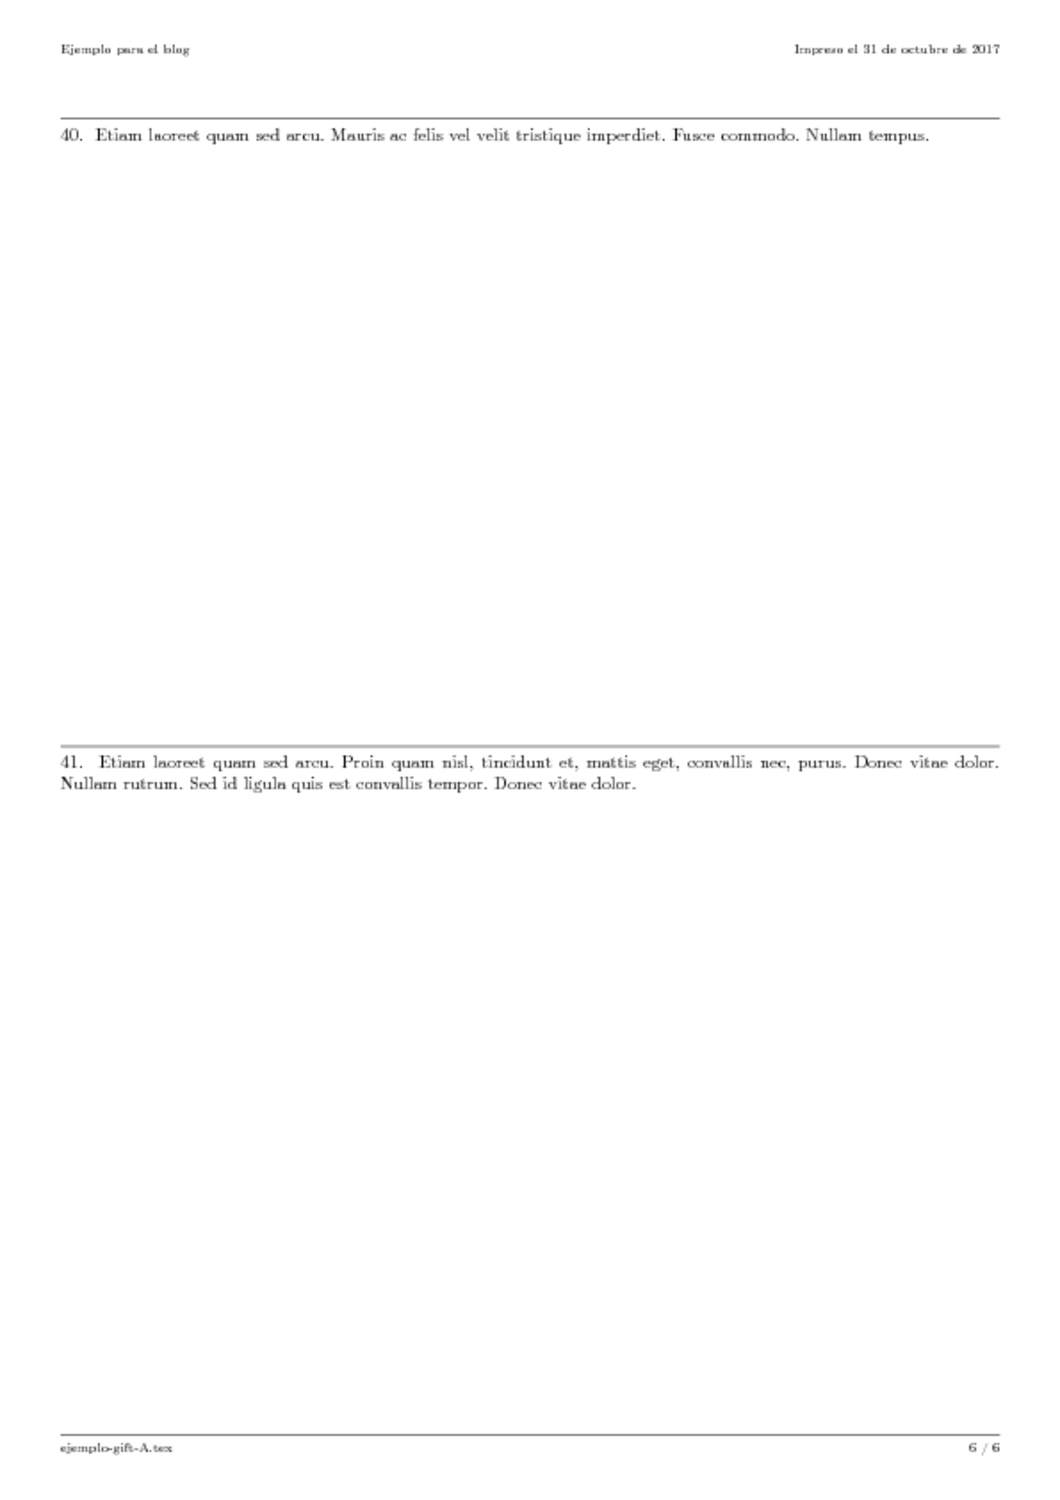 Ejemplo para el blog
Impreso el 31 de octubre de 2017
40. Etiam laoreet quam sed arcu. Mauris ac felis vel velit tristique imperdiet. Fusce commodo. Nullam tempus.
41. Etiam laoreet quam sed arcu. Proin quam nisl, tincidunt et, mattis eget, convallis nec, purus. Donec vitae dolor.
Nullam rutrum. Sed id ligula quis est convallis tempor. Donec vitae dolor.
ejemplo-gift-A.tex
6 / 6